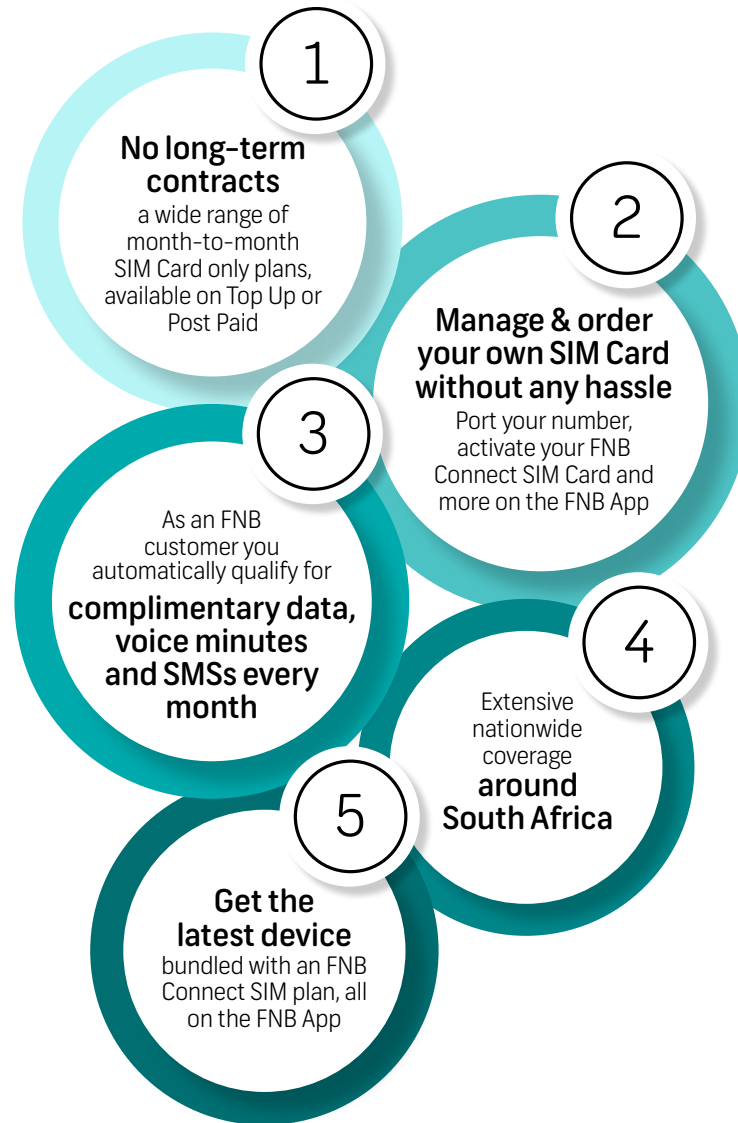 1
No long-term
contracts
a wide range of
month-to-month
SIM Card only plans,
available on Top Up or
Post Paid
2
Manage & order
your own SIM Card
without any hassle
Port your number,
activate your FNB
Connect SIM Card and
more on the FNB App
3
As an FNB
customer you
automatically qualify for
complimentary data,
voice minutes
and SMSs every
month
4
Extensive
nationwide
coverage
around
South Africa
5
Get the
latest device
bundled with an FNB
Connect SIM plan, all
on the FNB App